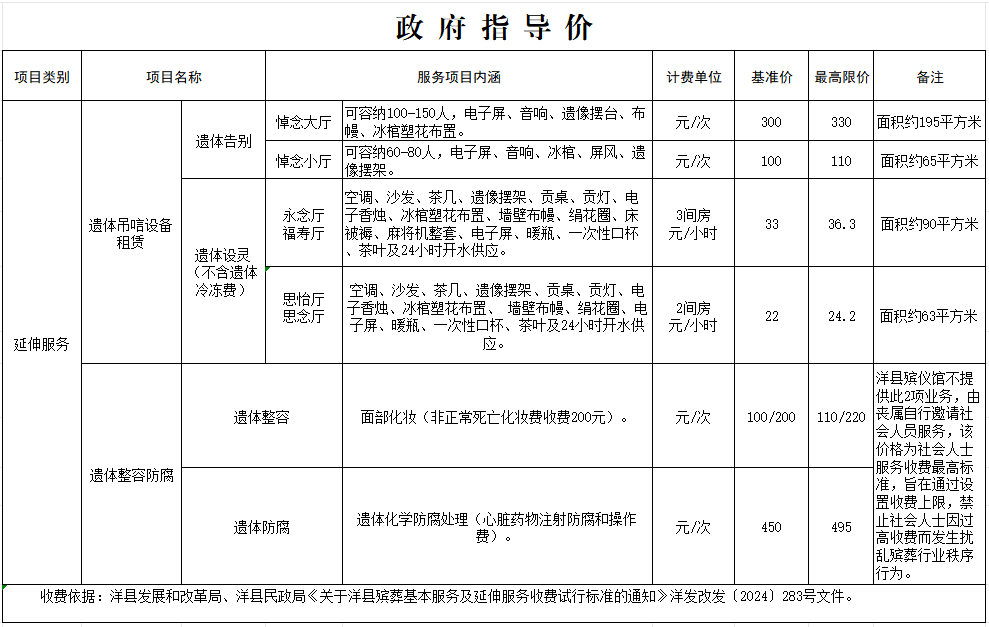 政府指导价
项目类别 项目名称 服务项目内涵 计费单位 基准价 最高限价 备注
延伸服务
遗体吊唁设备
租赁
遗体告别
悼念大厅
可容纳100-150人，电子屏、音响、遗像摆台、布
幔、冰棺塑花布置。
元/次 300 330 面积约195平方米
悼念小厅
可容纳60-80人，电子屏、音响、冰棺、屏风、遗
像摆架。
元/次 100 110 面积约65平方米
遗体设灵
（不含遗体
冷冻费）
永念厅
福寿厅
空调、沙发、茶几、遗像摆架、贡桌、贡灯、电
子香烛、冰棺塑花布置、墙壁布幔、绢花圈、床
被褥、麻将机整套、电子屏、暖瓶、一次性口杯
、茶叶及24小时开水供应。
3间房
元/小时
33 36.3 面积约90平方米
思怡厅
思念厅
空调、沙发、茶几、遗像摆架、贡桌、贡灯、电
子香烛、冰棺塑花布置、 墙壁布幔、绢花圈、电
子屏、暖瓶、一次性口杯、茶叶及24小时开水供
应。
2间房
元/小时
22 24.2 面积约63平方米
遗体整容防腐
遗体整容 面部化妆（非正常死亡化妆费收费200元）。 元/次 100/200 110/220
遗体防腐
遗体化学防腐处理（心脏药物注射防腐和操作
费）。
元/次 450 495
洋县殡仪馆不提
供此2项业务，由
丧属自行邀请社
会人员服务，该
价格为社会人士
服务收费最高标
准，旨在通过设
置收费上限，禁
止社会人士因过
高收费而发生扰
乱殡葬行业秩序
行为。
收费依据：洋县发展和改革局、洋县民政局《关于洋县殡葬基本服务及延伸服务收费试行标准的通知》洋发改发〔2024〕283号文件。